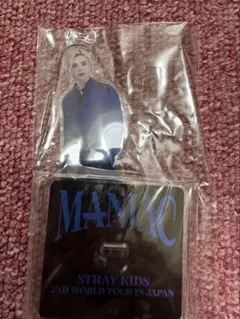 MANIAC
STRAY KIDS
2ND WORLD TOUR IN JAPAN